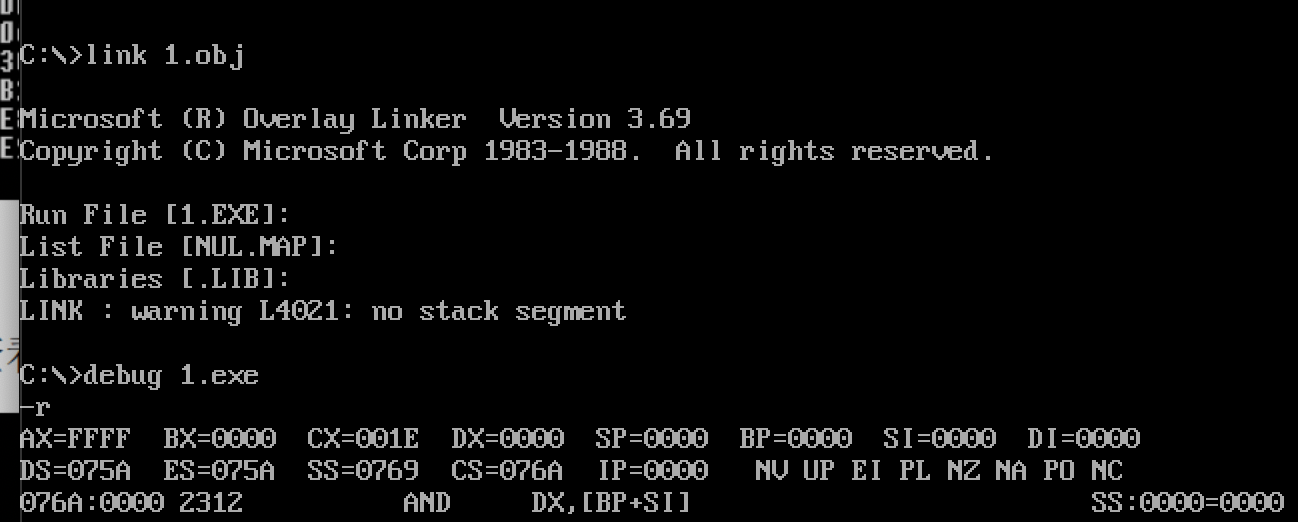 C:\>link 1.obj
Microsoft (R) Overlay Linker  Version 3.69
Copyright (C) Microsoft Corp 1983-1988.  All rights reserved.
Run File [1.EXE]:
List File [NUL.MAP]:
Libraries [.LIB]:
LINK : warning L4021: no stack segment
C:\>debug 1.exe
-r
AX=FFFF  BX=0000  CX=001E  DX=0000  SP=0000  BP=0000  SI=0000  DI=0000
DS=075A  ES=075A  SS=0769  CS=076A  IP=0000   NV UP EI PL NZ NA PO NC
076A:0000 2312          AND     DX,[BP+SI]                         SS:0000=0000